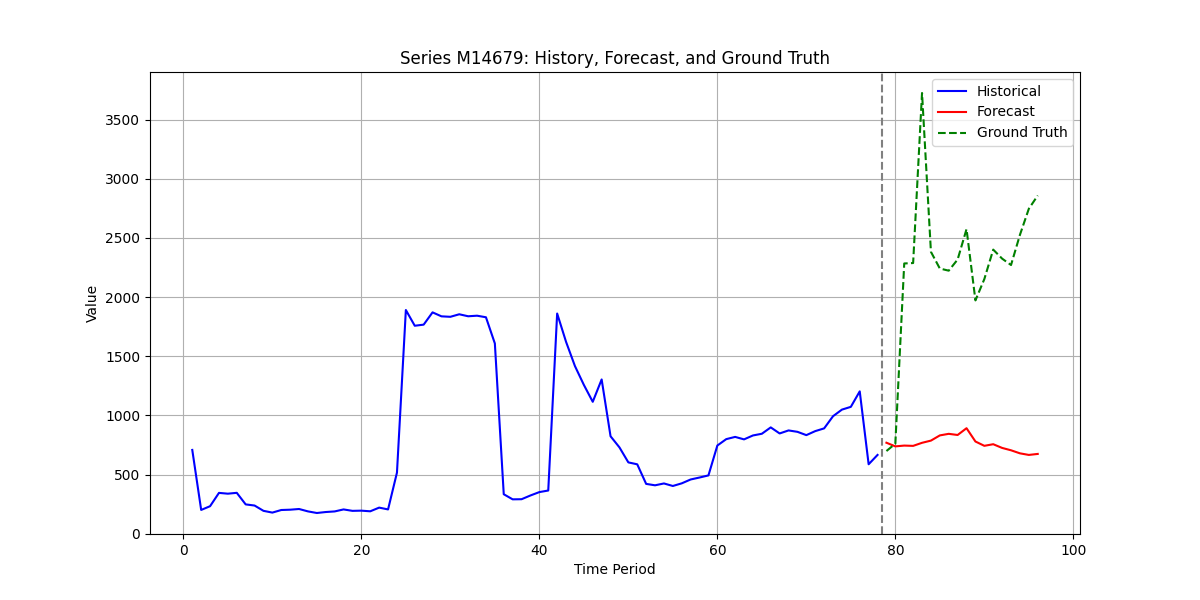 Series M14679: History, Forecast, and Ground Truth
Historical
Forecast
Ground Truth
Value
3500
3000
2500
2000
1500
1000
500
0
0 20 40 60 80 100
Time Period